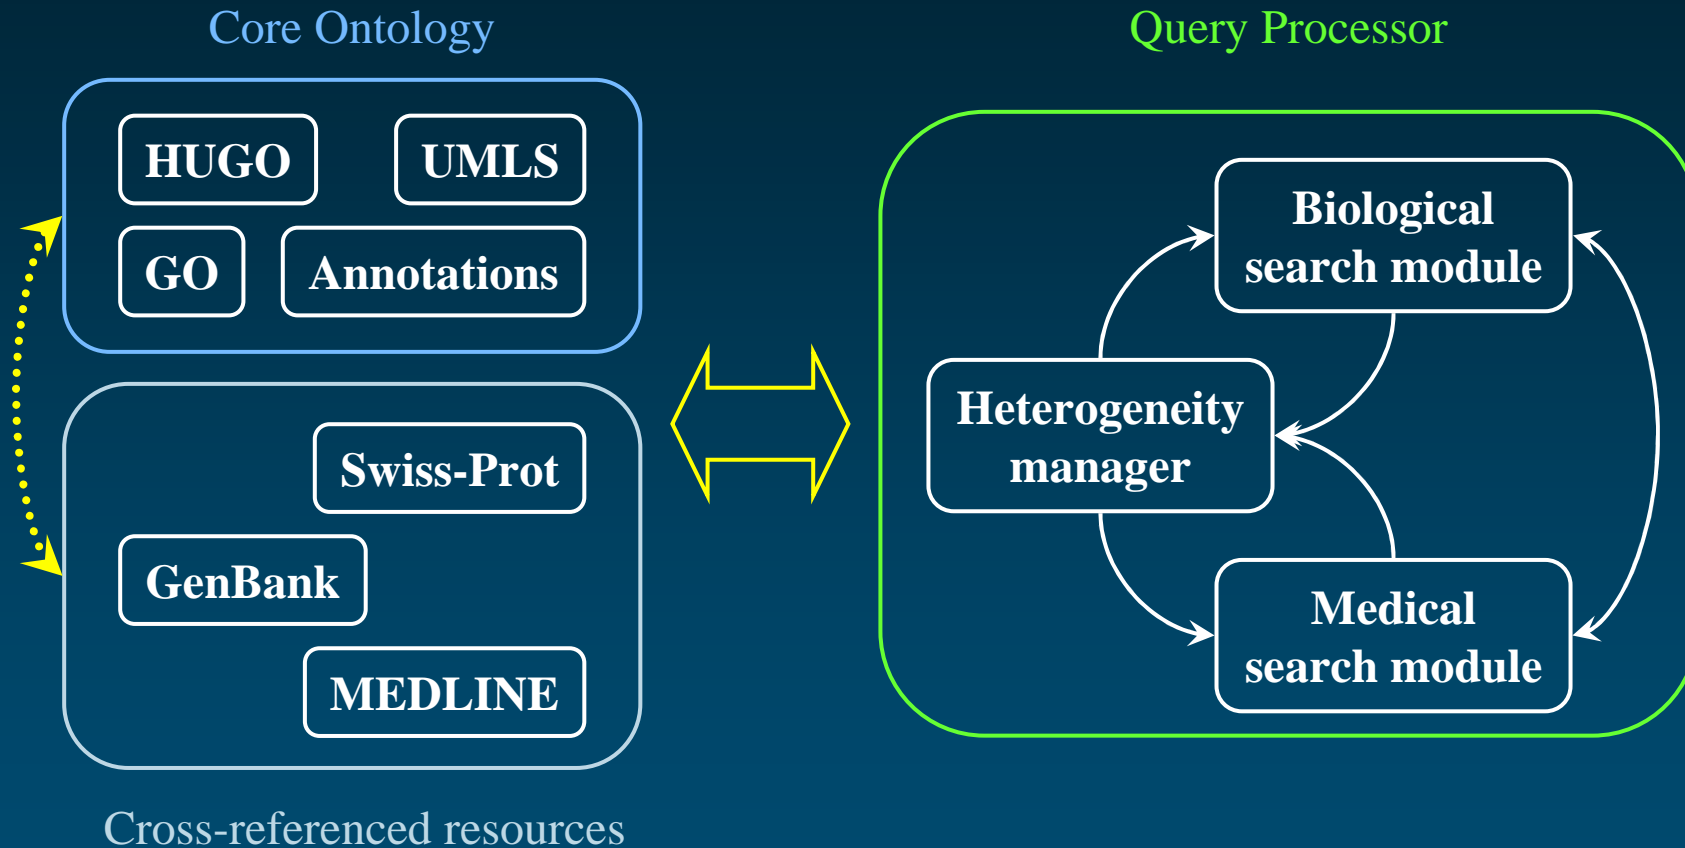 Core Ontology
HUGO
UMLS
GO
Annotations
Swiss-Prot
GenBank
MEDLINE
Cross-referenced resources
Query Processor
Biological
search module
Heterogeneity
manager
Medical
search module